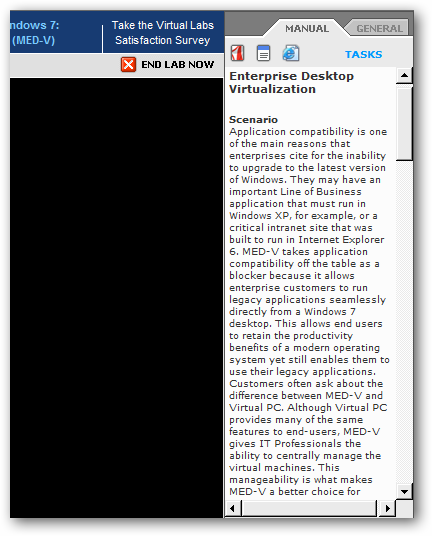 ndows 7:
(MED-V)
Take the Virtual Labs
Satisfaction Survey
MANUAL
GENERAL
END LAB NOW
TASKS
Enterprise Desktop
Virtualization
Scenario
Application compatibility is one
of the main reasons that
enterprises cite for the inability
to upgrade to the latest version
of Windows. They may have an
important Line of Business
application that must run in
Windows XP, for example, or a
critical intranet site that was
built to run in Internet Explorer
6. MED-V takes application
compatibility off the table as a
blocker because it allows
enterprise customers to run
legacy applications seamlessly
directly from a Windows 7
desktop. This allows end users
to retain the productivity
benefits of a modern operating
system yet still enables them to
use their legacy applications.
Customers often ask about the
difference between MED-V and
Virtual PC. Although Virtual PC
provides many of the same
features to end-users, MED-V
gives IT Professionals the
ability to centrally manage the
virtual machines. This
manageability is what makes
MED-V a better choice for